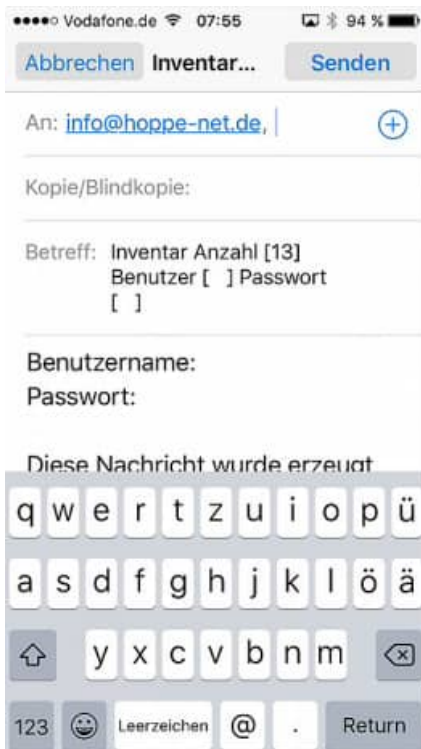 Vodafone.de 07:55 94 %
Abbrechen Inventar... Senden
An: info@hoppe-net.de,
Kopie/Blindkopie:
Betreff: Inventar Anzahl [13]
Benutzer [ ] Passwort
[ ]
Benutzername:
Passwort:
Diese Nachricht wurde erzeugt
q w e r t z u i o p ü
a s d f g h j k l ö ä
y x c v b n m
123 Leerzeichen @ . Return